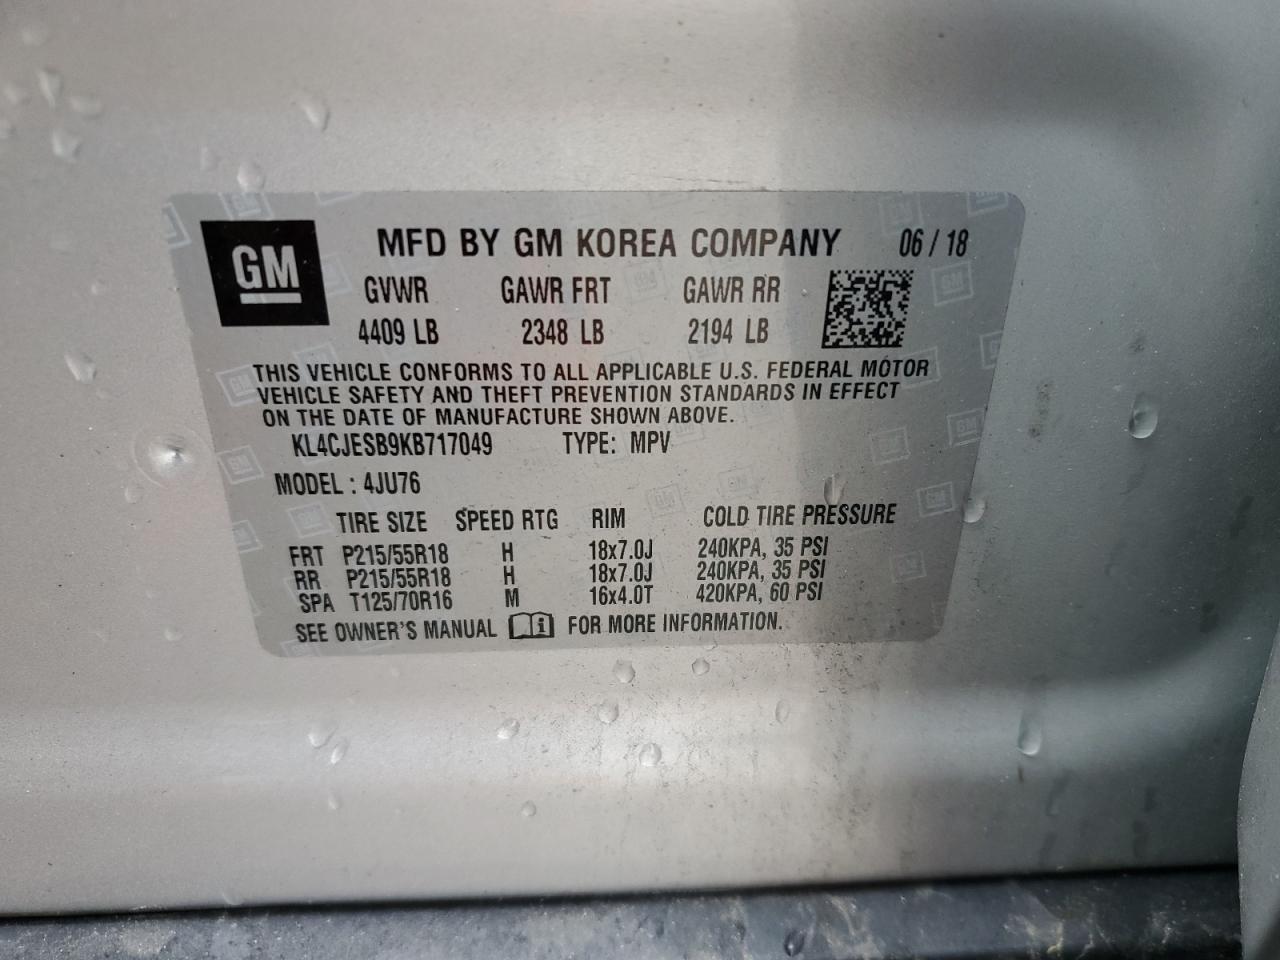 GM
MFD BY GM KOREA COMPANY 06 / 18
GVWR GAWR FRT GAWR RR
4409 LB 2348 LB 2194 LB
THIS VEHICLE CONFORMS TO ALL APPLICABLE U.S. FEDERAL MOTOR
VEHICLE SAFETY AND THEFT PREVENTION STANDARDS IN EFFECT
ON THE DATE OF MANUFACTURE SHOWN ABOVE.
KL4CJESB9KB717049 TYPE: MPV
MODEL : 4JU76
TIRE SIZE SPEED RTG RIM COLD TIRE PRESSURE
FRT P215/55R18 H 18x7.0J 240KPA, 35 PSI
RR P215/55R18 H 18x7.0J 240KPA, 35 PSI
SPA T125/70R16 M 16x4.0T 420KPA, 60 PSI
SEE OWNER'S MANUAL FOR MORE INFORMATION.